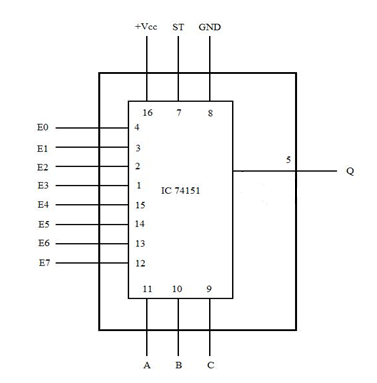 +Vcc ST GND
16 7 8
E0 4
E1 3
E2 2
E3 1
E4 15
E5 14
E6 13
E7 12
IC 74151
5 Q
11 10 9
A B C